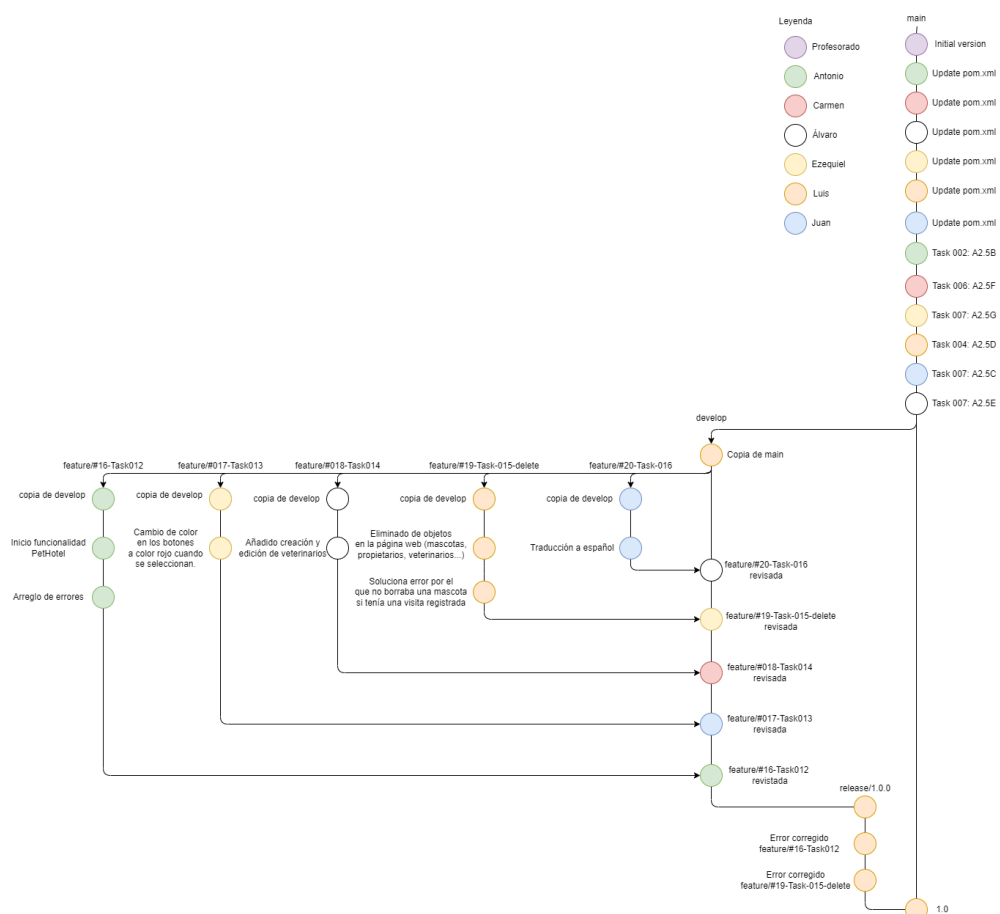 Leyenda
main
Profesorado
Antonio
Carmen
Álvaro
Ezequiel
Luis
Juan
Initial version
Update pom.xml
Update pom.xml
Update pom.xml
Update pom.xml
Update pom.xml
Update pom.xml
Task 002: A2.5B
Task 006: A2.5F
Task 007: A2.5G
Task 004: A2.5D
Task 007: A2.5C
Task 007: A2.5E
develop
Copia de main
feature/#16-Task012
feature/#017-Task013
feature/#018-Task014
feature/#19-Task-015-delete
feature/#20-Task-016
copia de develop
copia de develop
copia de develop
copia de develop
copia de develop
Inicio funcionalidad
PetHotel
Cambio de color
en los botones
a color rojo cuando
se seleccionan.
Añadido creación y
edición de veterinarios
Eliminado de objetos
en la página web (mascotas,
propietarios, veterinarios...)
Traducción a español
Arreglo de errores
Soluciona error por el
que no borraba una mascota
si tenía una visita registrada
feature/#20-Task-016
revisada
feature/#19-Task-015-delete
revisada
feature/#018-Task014
revisada
feature/#017-Task013
revisada
feature/#16-Task012
revistada
release/1.0.0
Error corregido
feature/#16-Task012
Error corregido
feature/#19-Task-015-delete
1.0